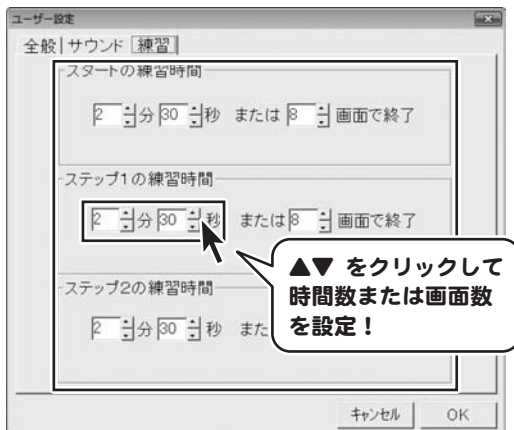 ユーザー設定
全般 サウンド 練習
スタートの練習時間
2 分 30 秒 または 8 画面で終了
ステップ1の練習時間
2 分 30 秒 または 8 画面で終了
▲▼ をクリックして
時間数または画面数
を設定！
ステップ2の練習時間
2 分 30 秒 また
キャンセル OK